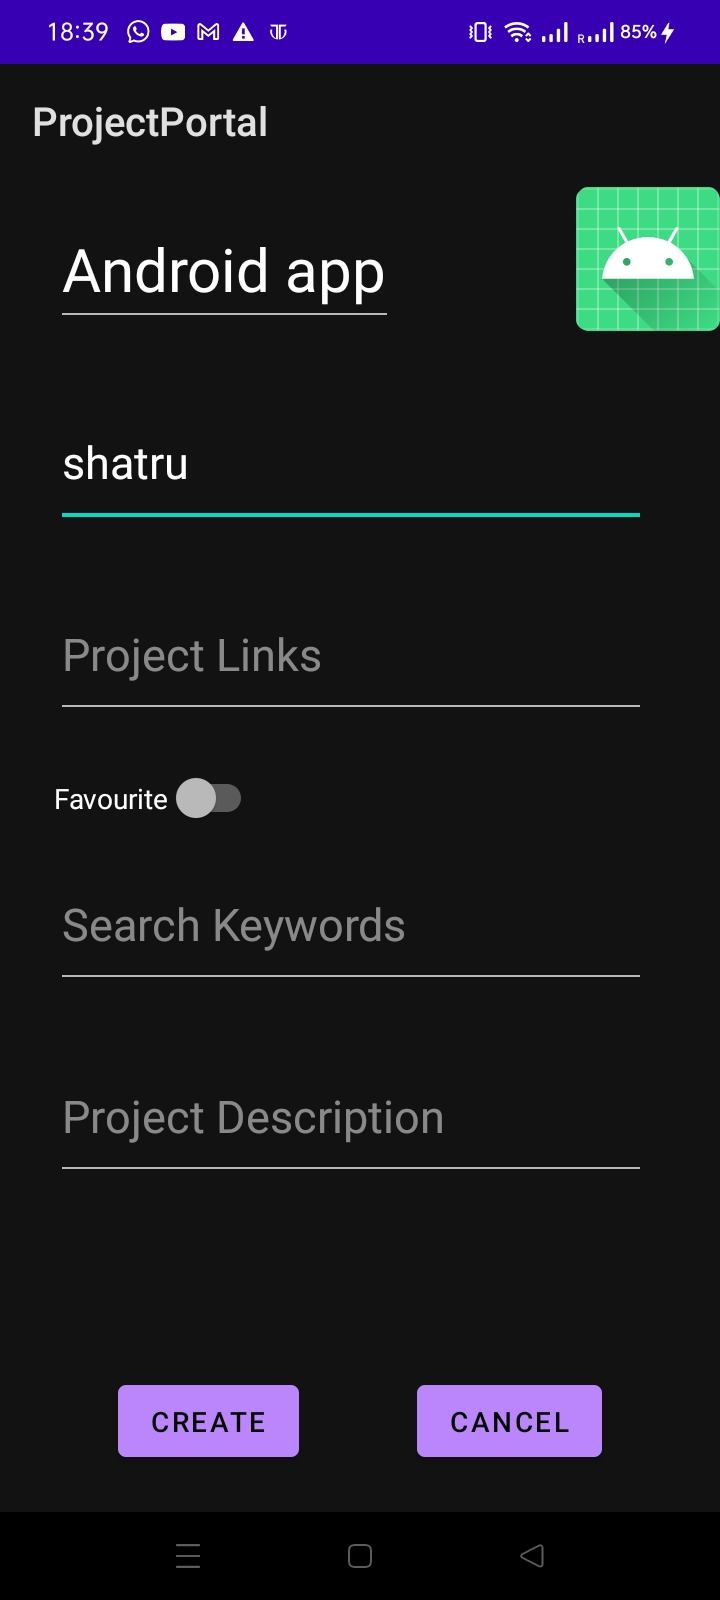 18:39 R 85%
ProjectPortal
Android app
shatru
Project Links
Favourite
Search Keywords
Project Description
CREATE CANCEL